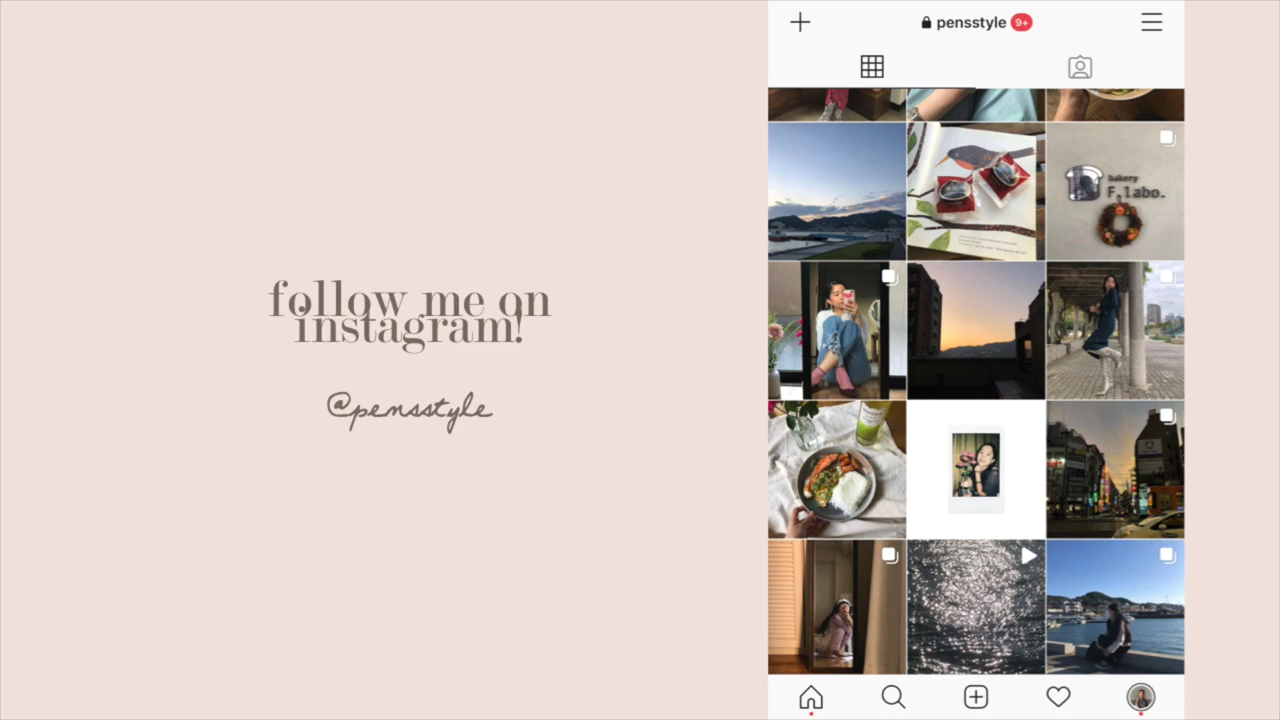 follow me on
instagram!
@pensstyle
pensstyle 9+
bakery
F.labo.